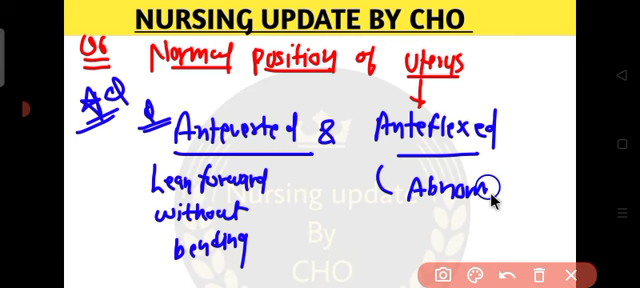 NURSING UPDATE BY CHO
Q6 Normal position of uterus
Anteverted & Anteflexed
Lean forward (Abnorm
without
bending
Nursing update
By
CHO